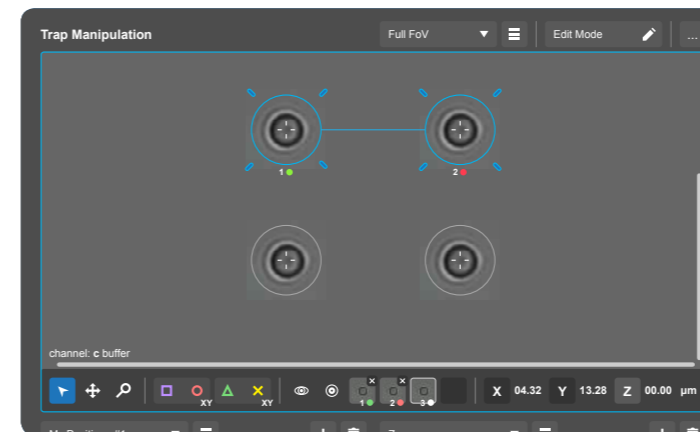 Trap Manipulation
Full FoV
Edit Mode
...
1
2
channel: c buffer
XY
XY
1
2
3
X 04.32 Y 13.28 Z 00.00 µm